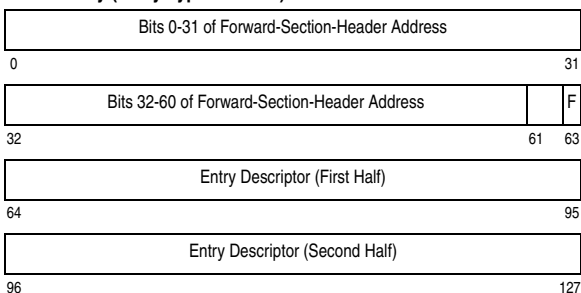 Bits 0-31 of Forward-Section-Header Address
0 31
Bits 32-60 of Forward-Section-Header Address F
32 61 63
Entry Descriptor (First Half)
64 95
Entry Descriptor (Second Half)
96 127